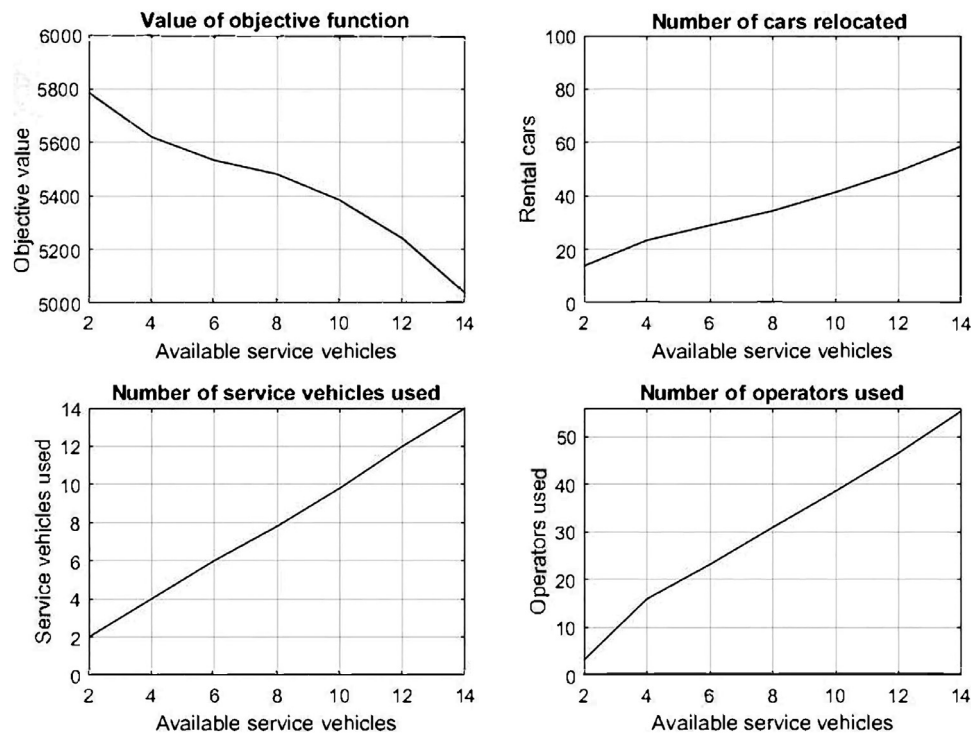 Value of objective function
6000
5800
5600
5400
5200
5000
Objective value
2 4 6 8 10 12 14
Available service vehicles
Number of cars relocated
100
80
60
40
20
0
Rental cars
2 4 6 8 10 12 14
Available service vehicles
Number of service vehicles used
14
12
10
8
6
4
2
0
Service vehicles used
2 4 6 8 10 12 14
Available service vehicles
Number of operators used
50
40
30
20
10
0
Operators used
2 4 6 8 10 12 14
Available service vehicles